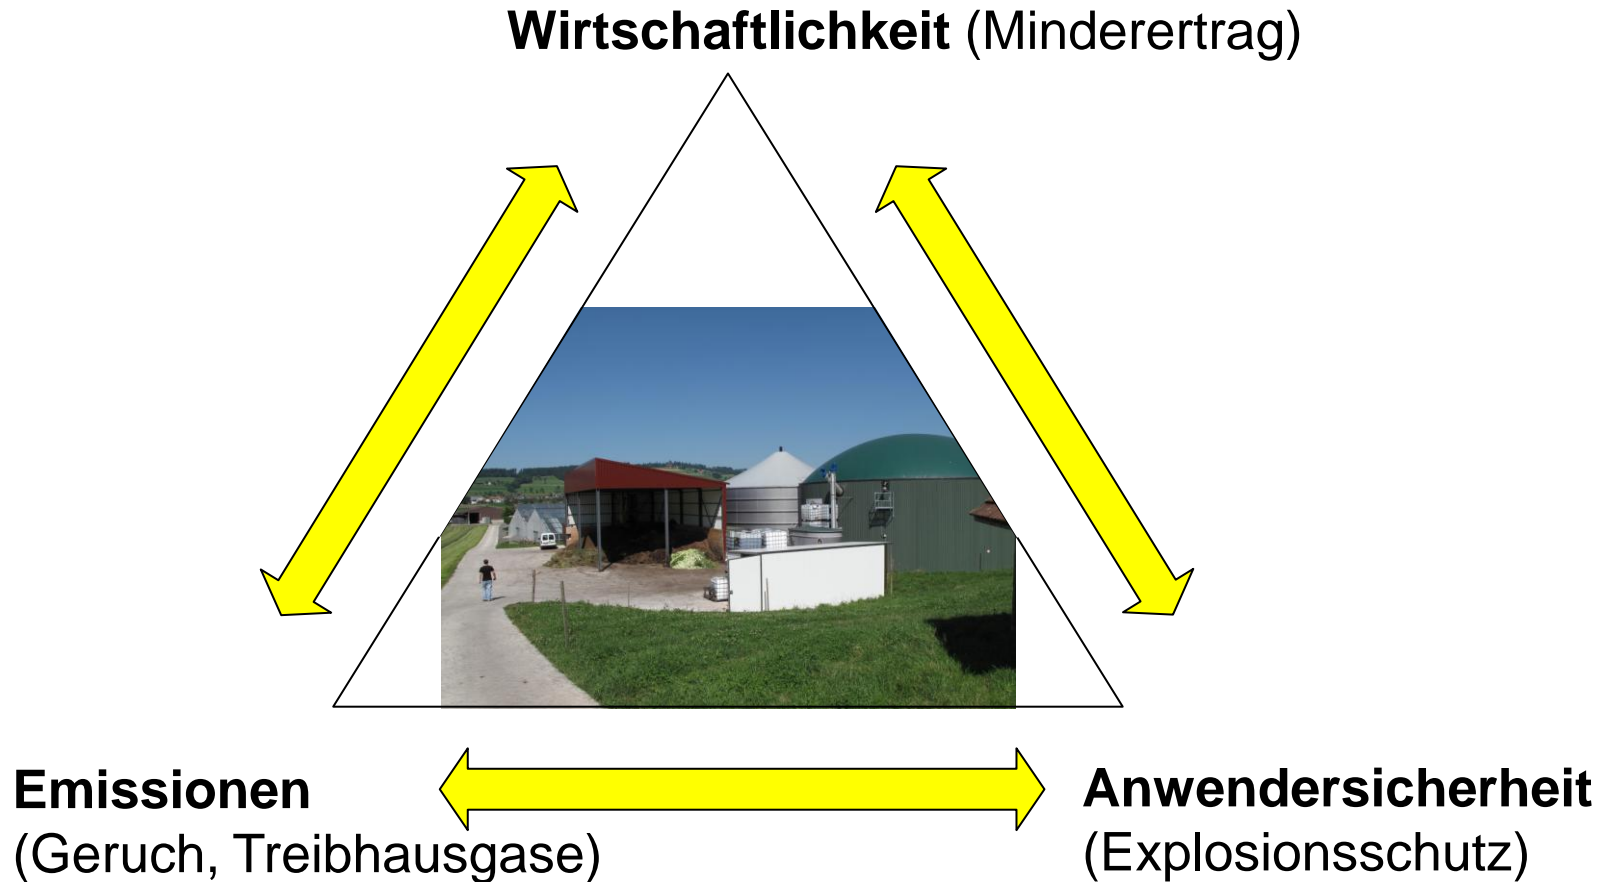 Wirtschaftlichkeit (Minderertrag)
Emissionen
(Geruch, Treibhausgase)
Anwendersicherheit
(Explosionsschutz)